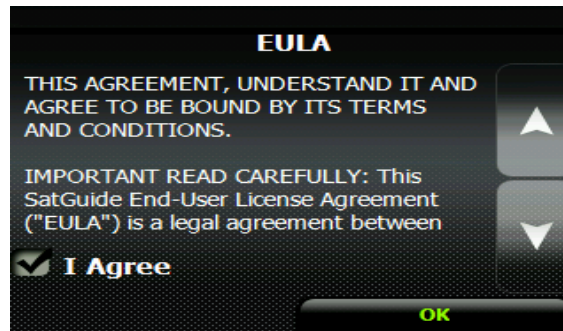 EULA
THIS AGREEMENT, UNDERSTAND IT AND
AGREE TO BE BOUND BY ITS TERMS
AND CONDITIONS.
IMPORTANT READ CAREFULLY: This
SatGuide End-User License Agreement
("EULA") is a legal agreement between
I Agree
OK